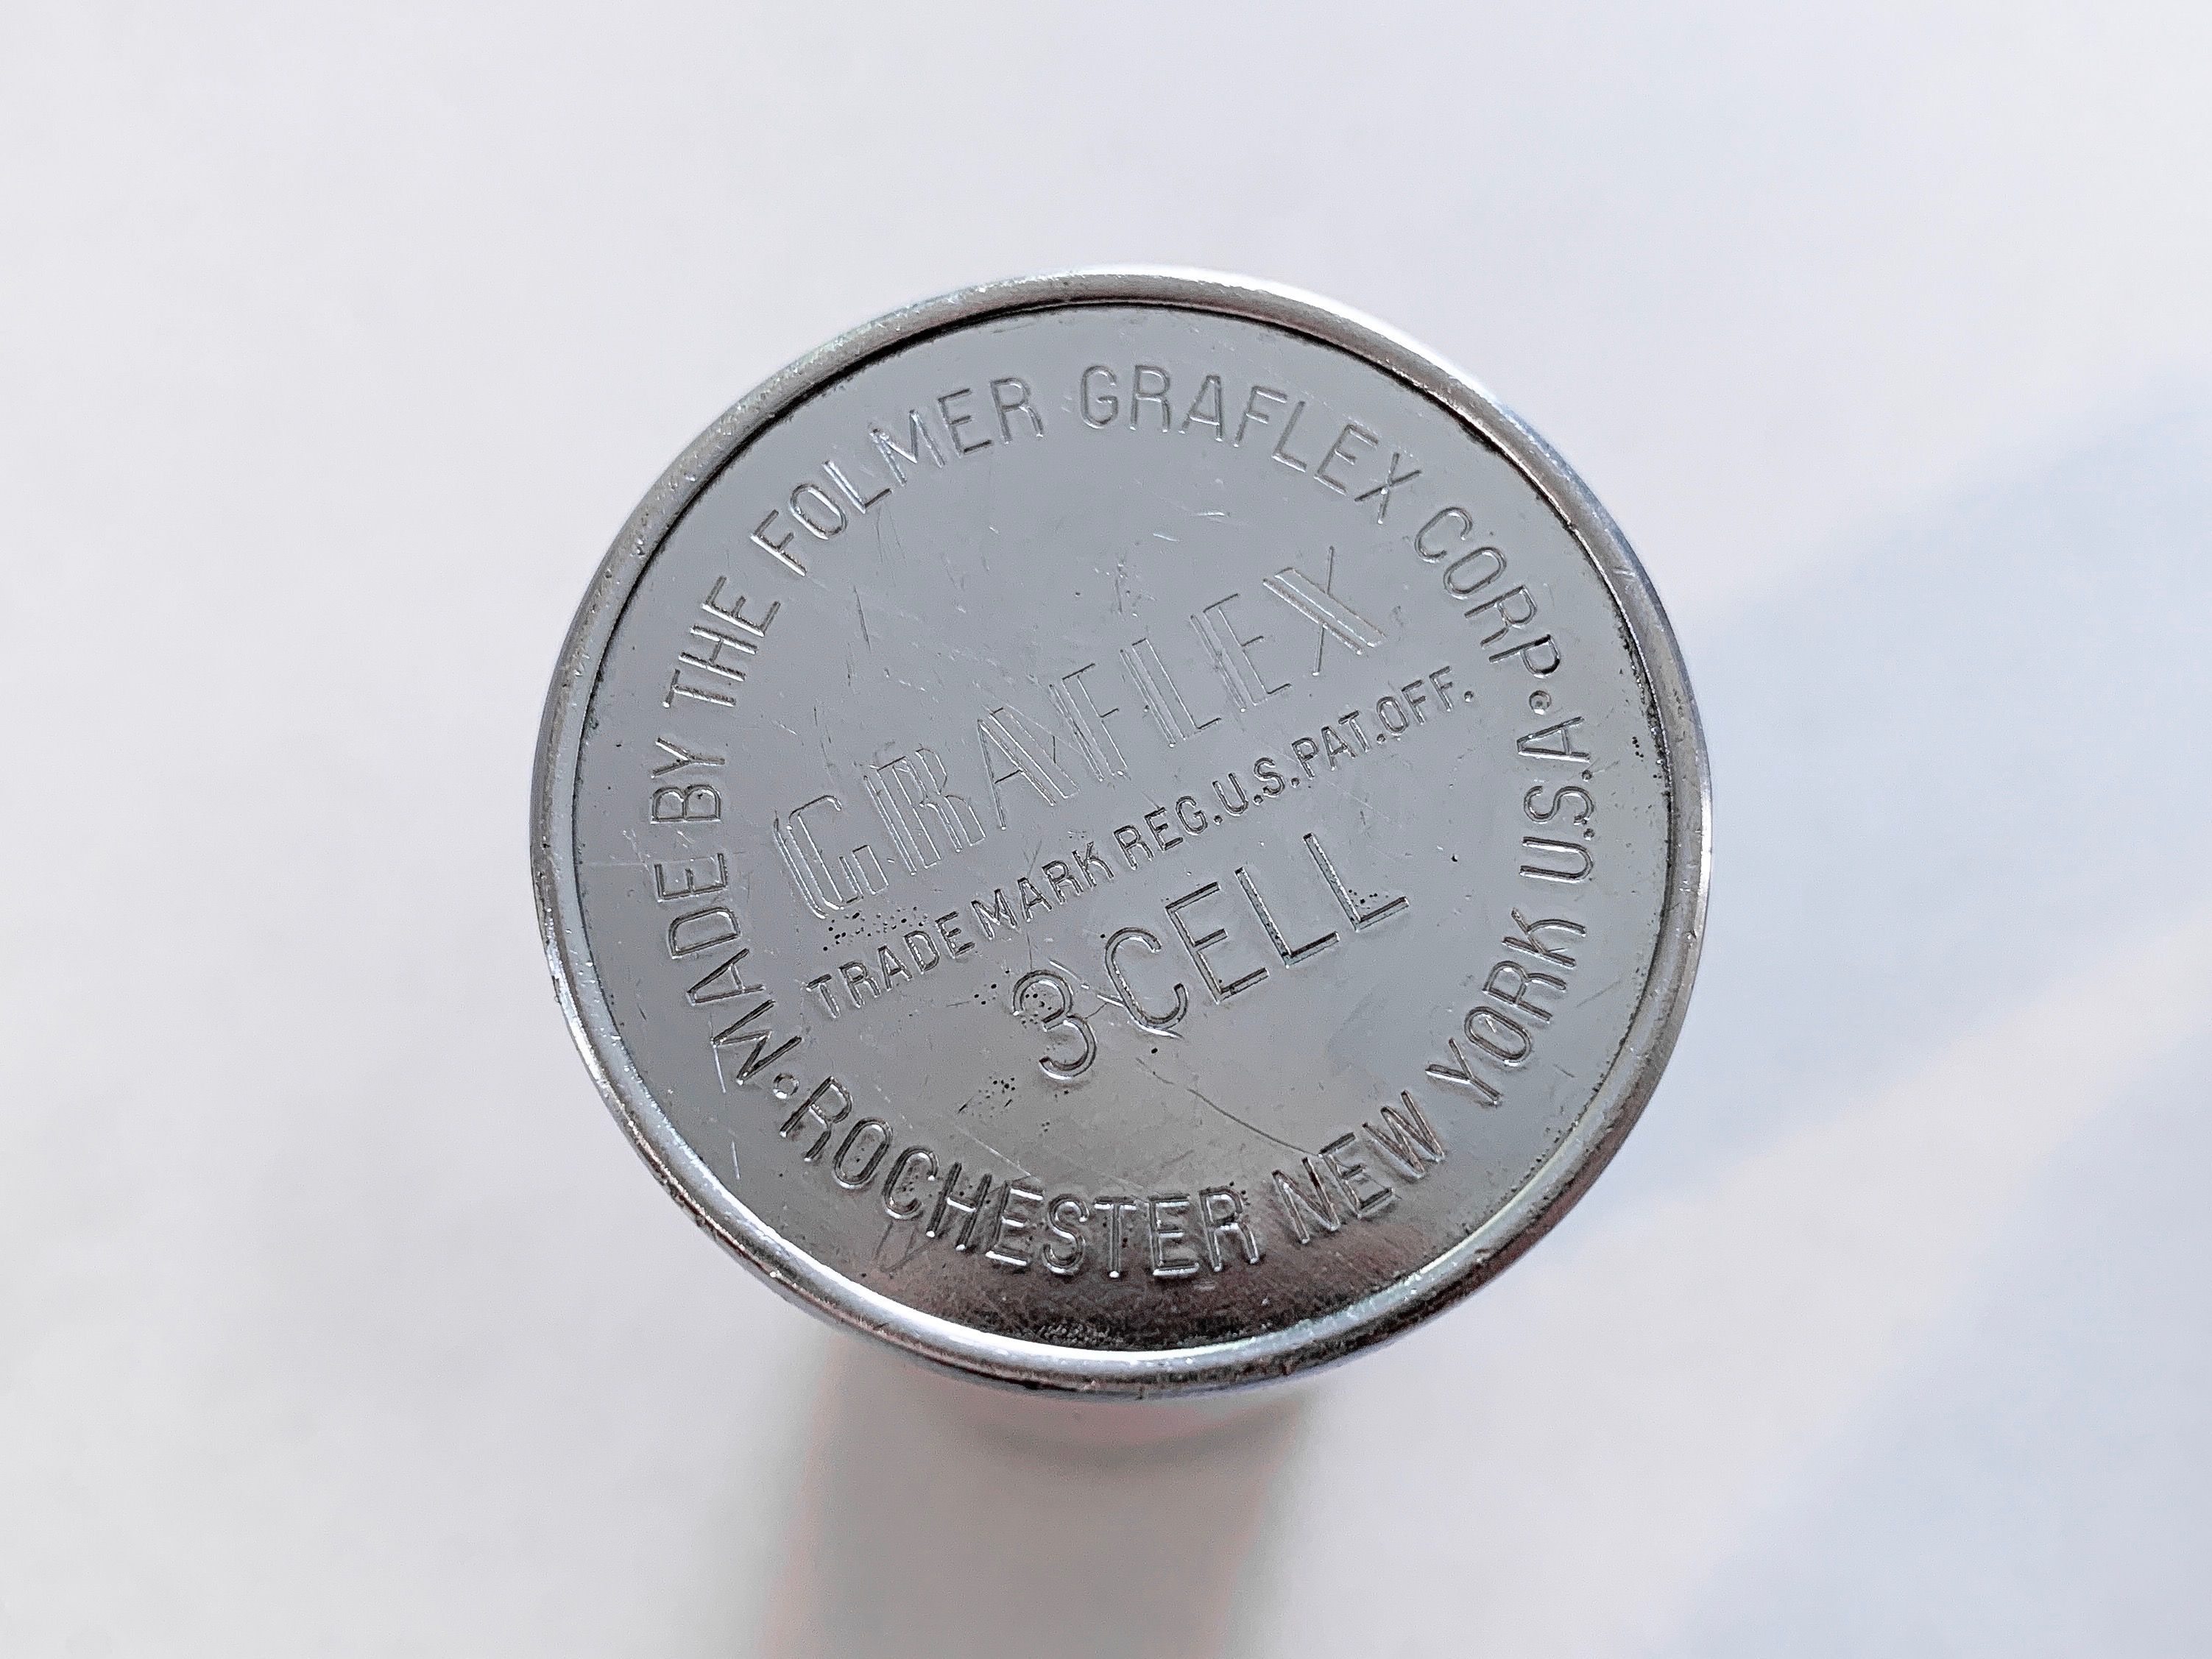 MADE BY THE FOLMER GRAFLEX CORP.
GRAFLEX
TRADE MARK REG.U.S.PAT.OFF.
3 CELL
ROCHESTER NEW YORK U.S.A.